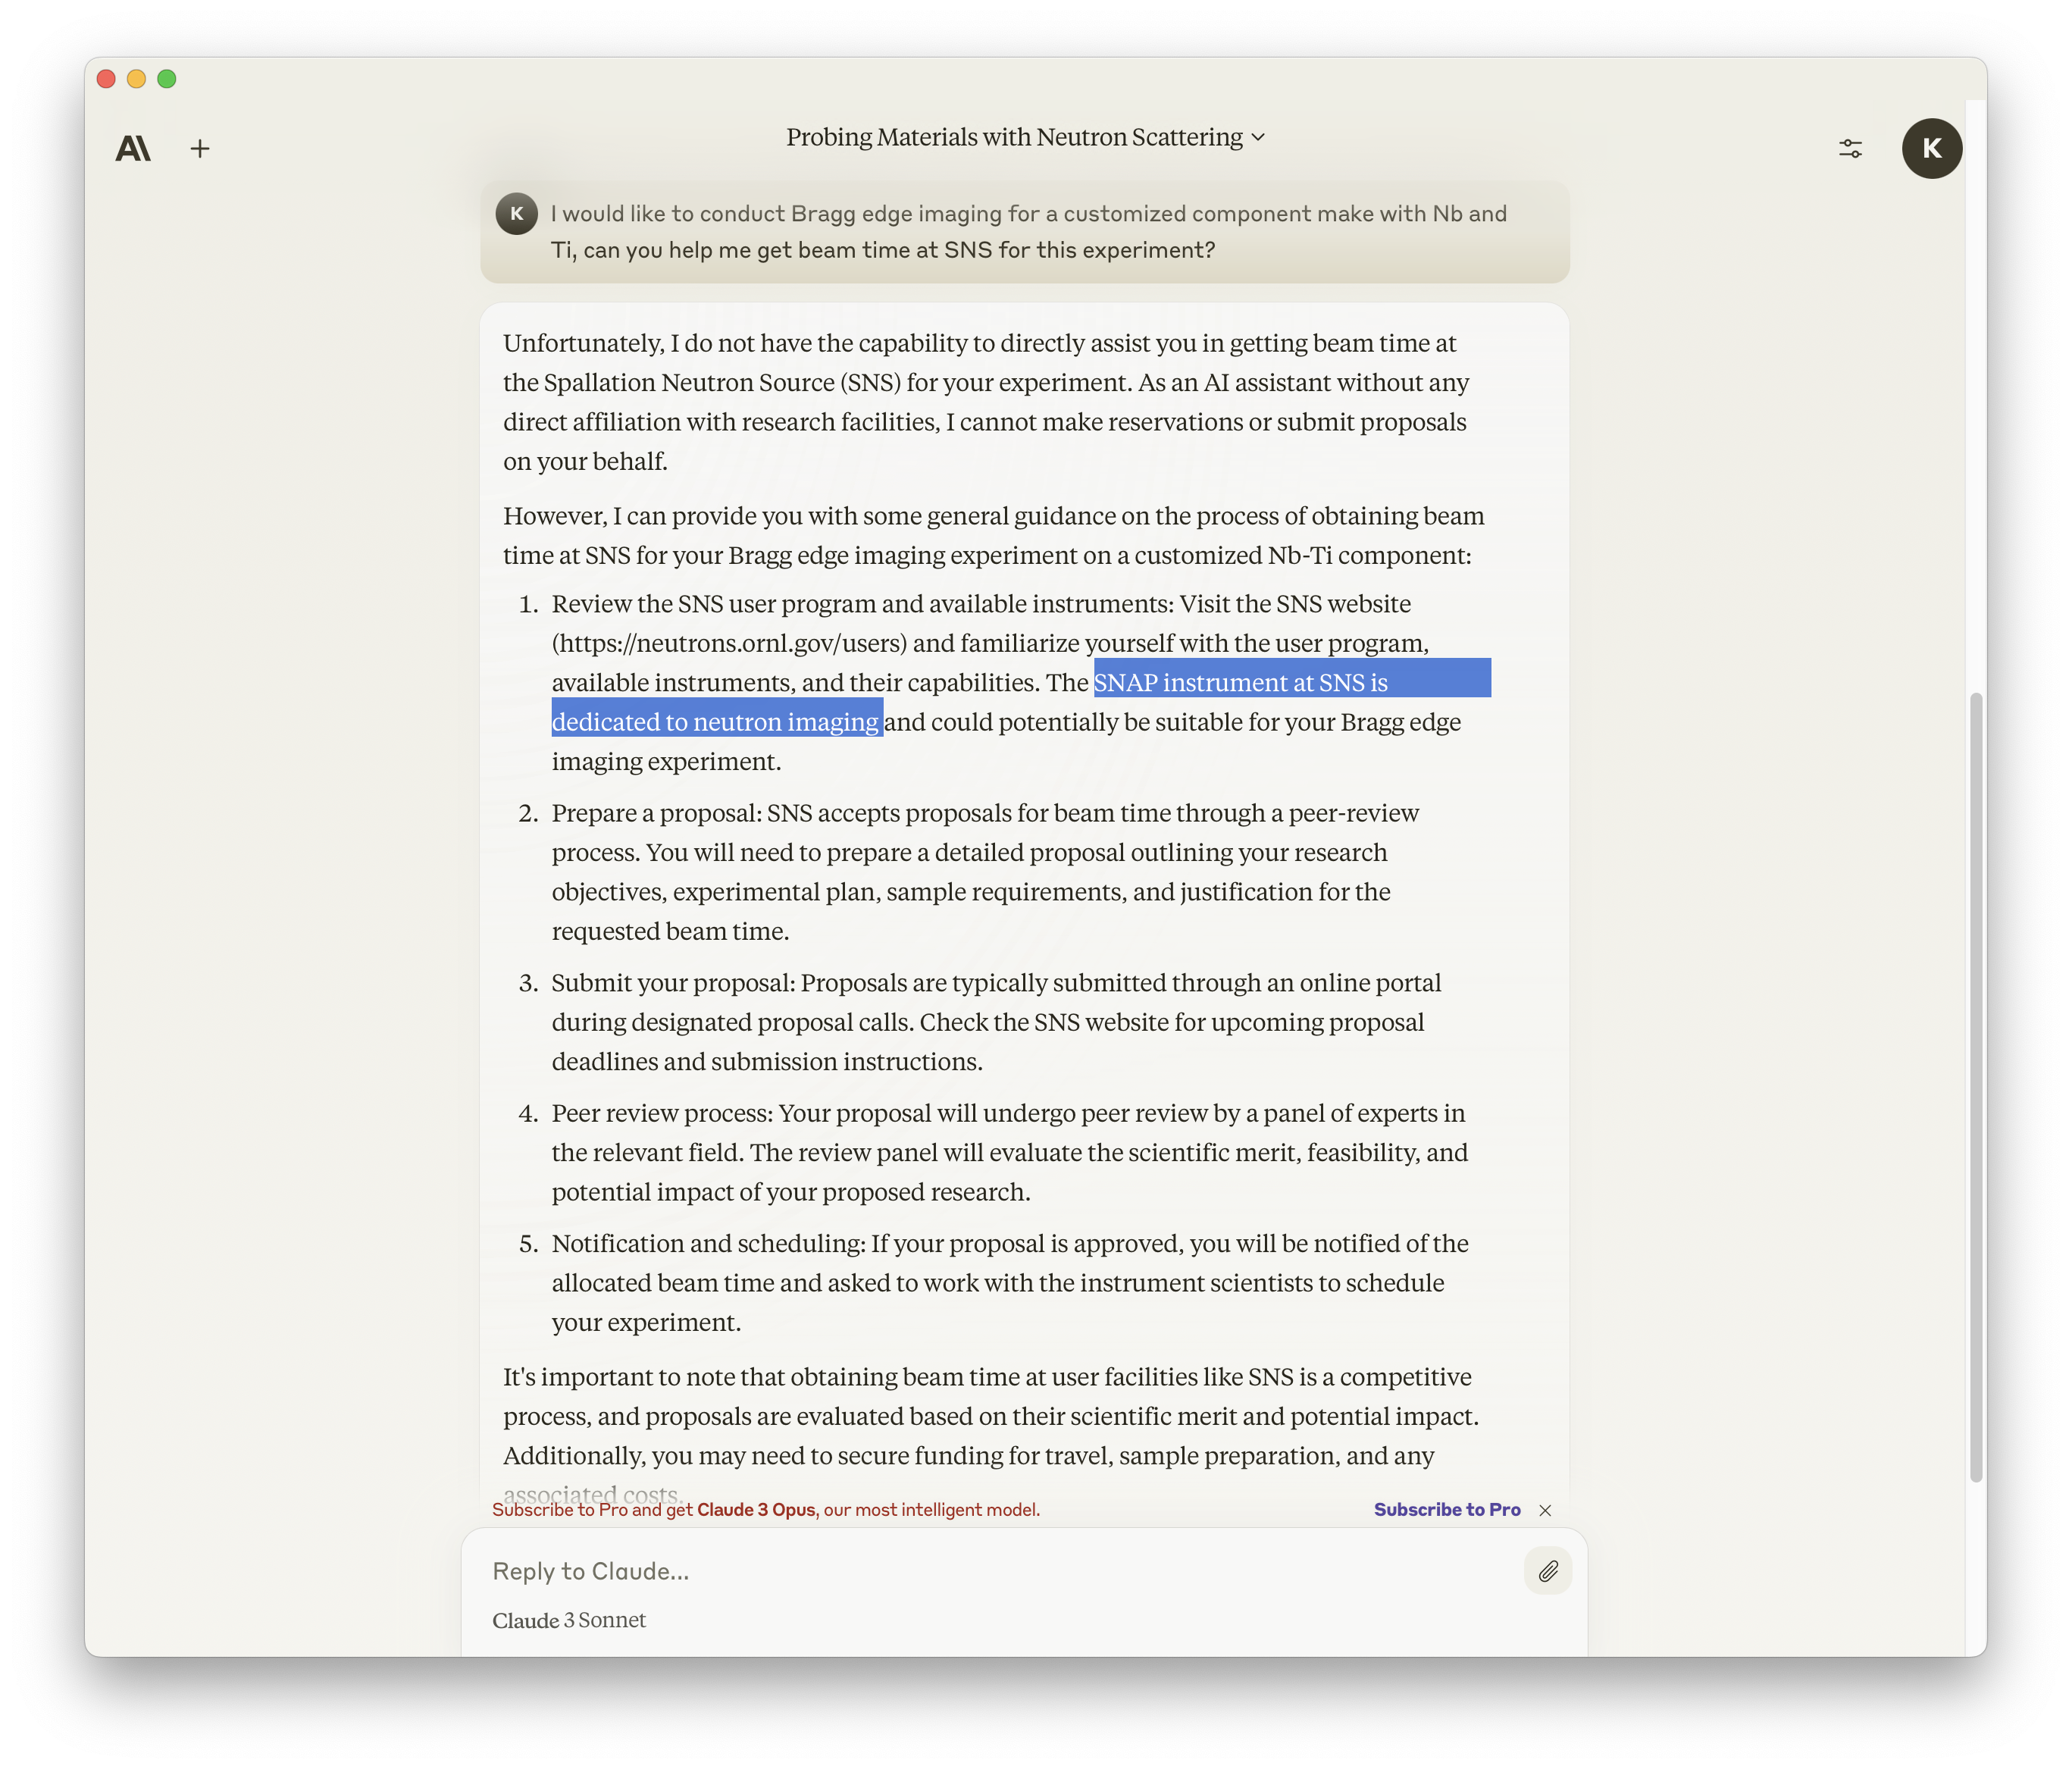 Probing Materials with Neutron Scattering
K
K
I would like to conduct Bragg edge imaging for a customized component make with Nb and
Ti, can you help me get beam time at SNS for this experiment?
Unfortunately, I do not have the capability to directly assist you in getting beam time at
the Spallation Neutron Source (SNS) for your experiment. As an AI assistant without any
direct affiliation with research facilities, I cannot make reservations or submit proposals
on your behalf.
However, I can provide you with some general guidance on the process of obtaining beam
time at SNS for your Bragg edge imaging experiment on a customized Nb-Ti component:
1. Review the SNS user program and available instruments: Visit the SNS website
(https://neutrons.ornl.gov/users) and familiarize yourself with the user program,
available instruments, and their capabilities. The SNAP instrument at SNS is
dedicated to neutron imaging and could potentially be suitable for your Bragg edge
imaging experiment.
2. Prepare a proposal: SNS accepts proposals for beam time through a peer-review
process. You will need to prepare a detailed proposal outlining your research
objectives, experimental plan, sample requirements, and justification for the
requested beam time.
3. Submit your proposal: Proposals are typically submitted through an online portal
during designated proposal calls. Check the SNS website for upcoming proposal
deadlines and submission instructions.
4. Peer review process: Your proposal will undergo peer review by a panel of experts in
the relevant field. The review panel will evaluate the scientific merit, feasibility, and
potential impact of your proposed research.
5. Notification and scheduling: If your proposal is approved, you will be notified of the
allocated beam time and asked to work with the instrument scientists to schedule
your experiment.
It's important to note that obtaining beam time at user facilities like SNS is a competitive
process, and proposals are evaluated based on their scientific merit and potential impact.
Additionally, you may need to secure funding for travel, sample preparation, and any
associated costs.
Subscribe to Pro and get Claude 3 Opus, our most intelligent model.
Subscribe to Pro
Reply to Claude...
Claude 3 Sonnet